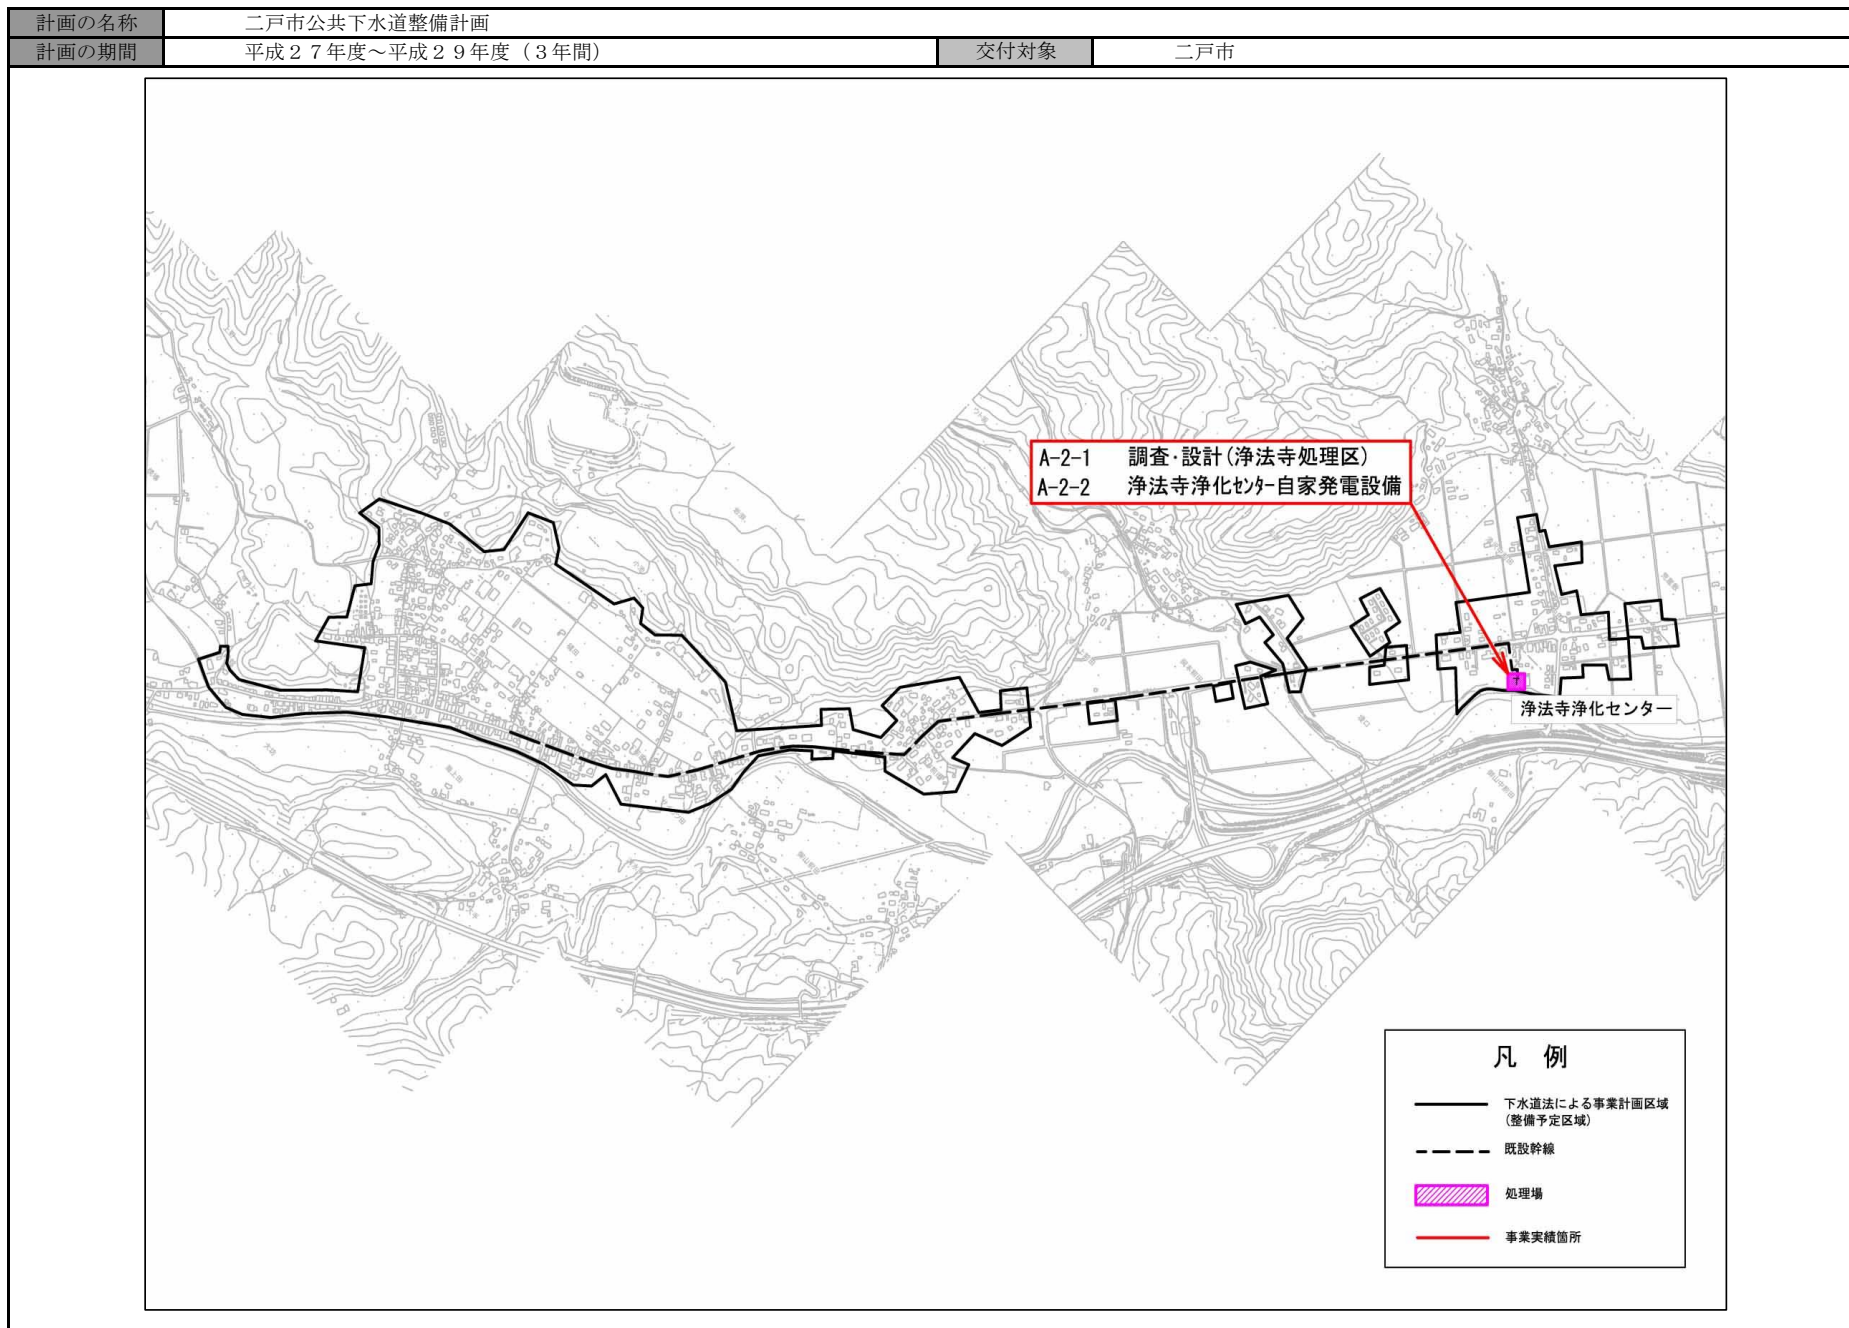 計画の名称
二戸市公共下水道整備計画
計画の期間
平成２７年度～平成２９年度（３年間）
交付対象
二戸市
A-2-1 調査･設計(浄法寺処理区)
A-2-2 浄法寺浄化ｾﾝﾀｰ自家発電設備
浄法寺浄化センター
凡 例
下水道法による事業計画区域
(整備予定区域)
既設幹線
処理場
事業実績箇所